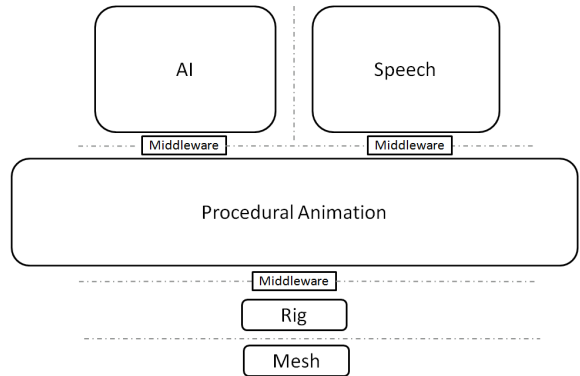 AI
Speech
Middleware
Middleware
Procedural Animation
Middleware
Rig
Mesh